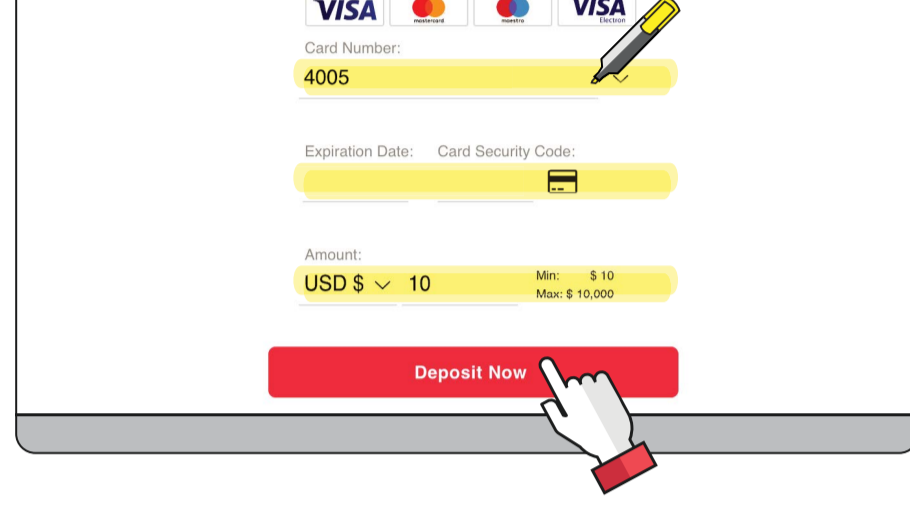 VISA mastercard maestro VISA Electron
Card Number:
4005
Expiration Date: Card Security Code:
Amount:
USD $ 10 Min: $ 10
Max: $ 10,000
Deposit Now